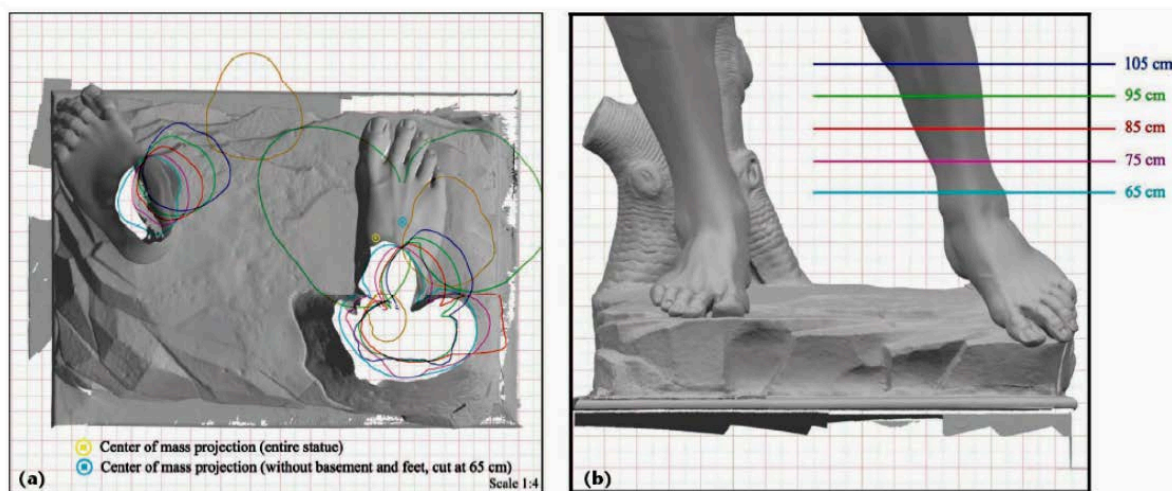 Center of mass projection (entire statue)
Center of mass projection (without basement and feet, cut at 65 cm)
(a)
Scale 1:4
105 cm
95 cm
85 cm
75 cm
65 cm
(b)